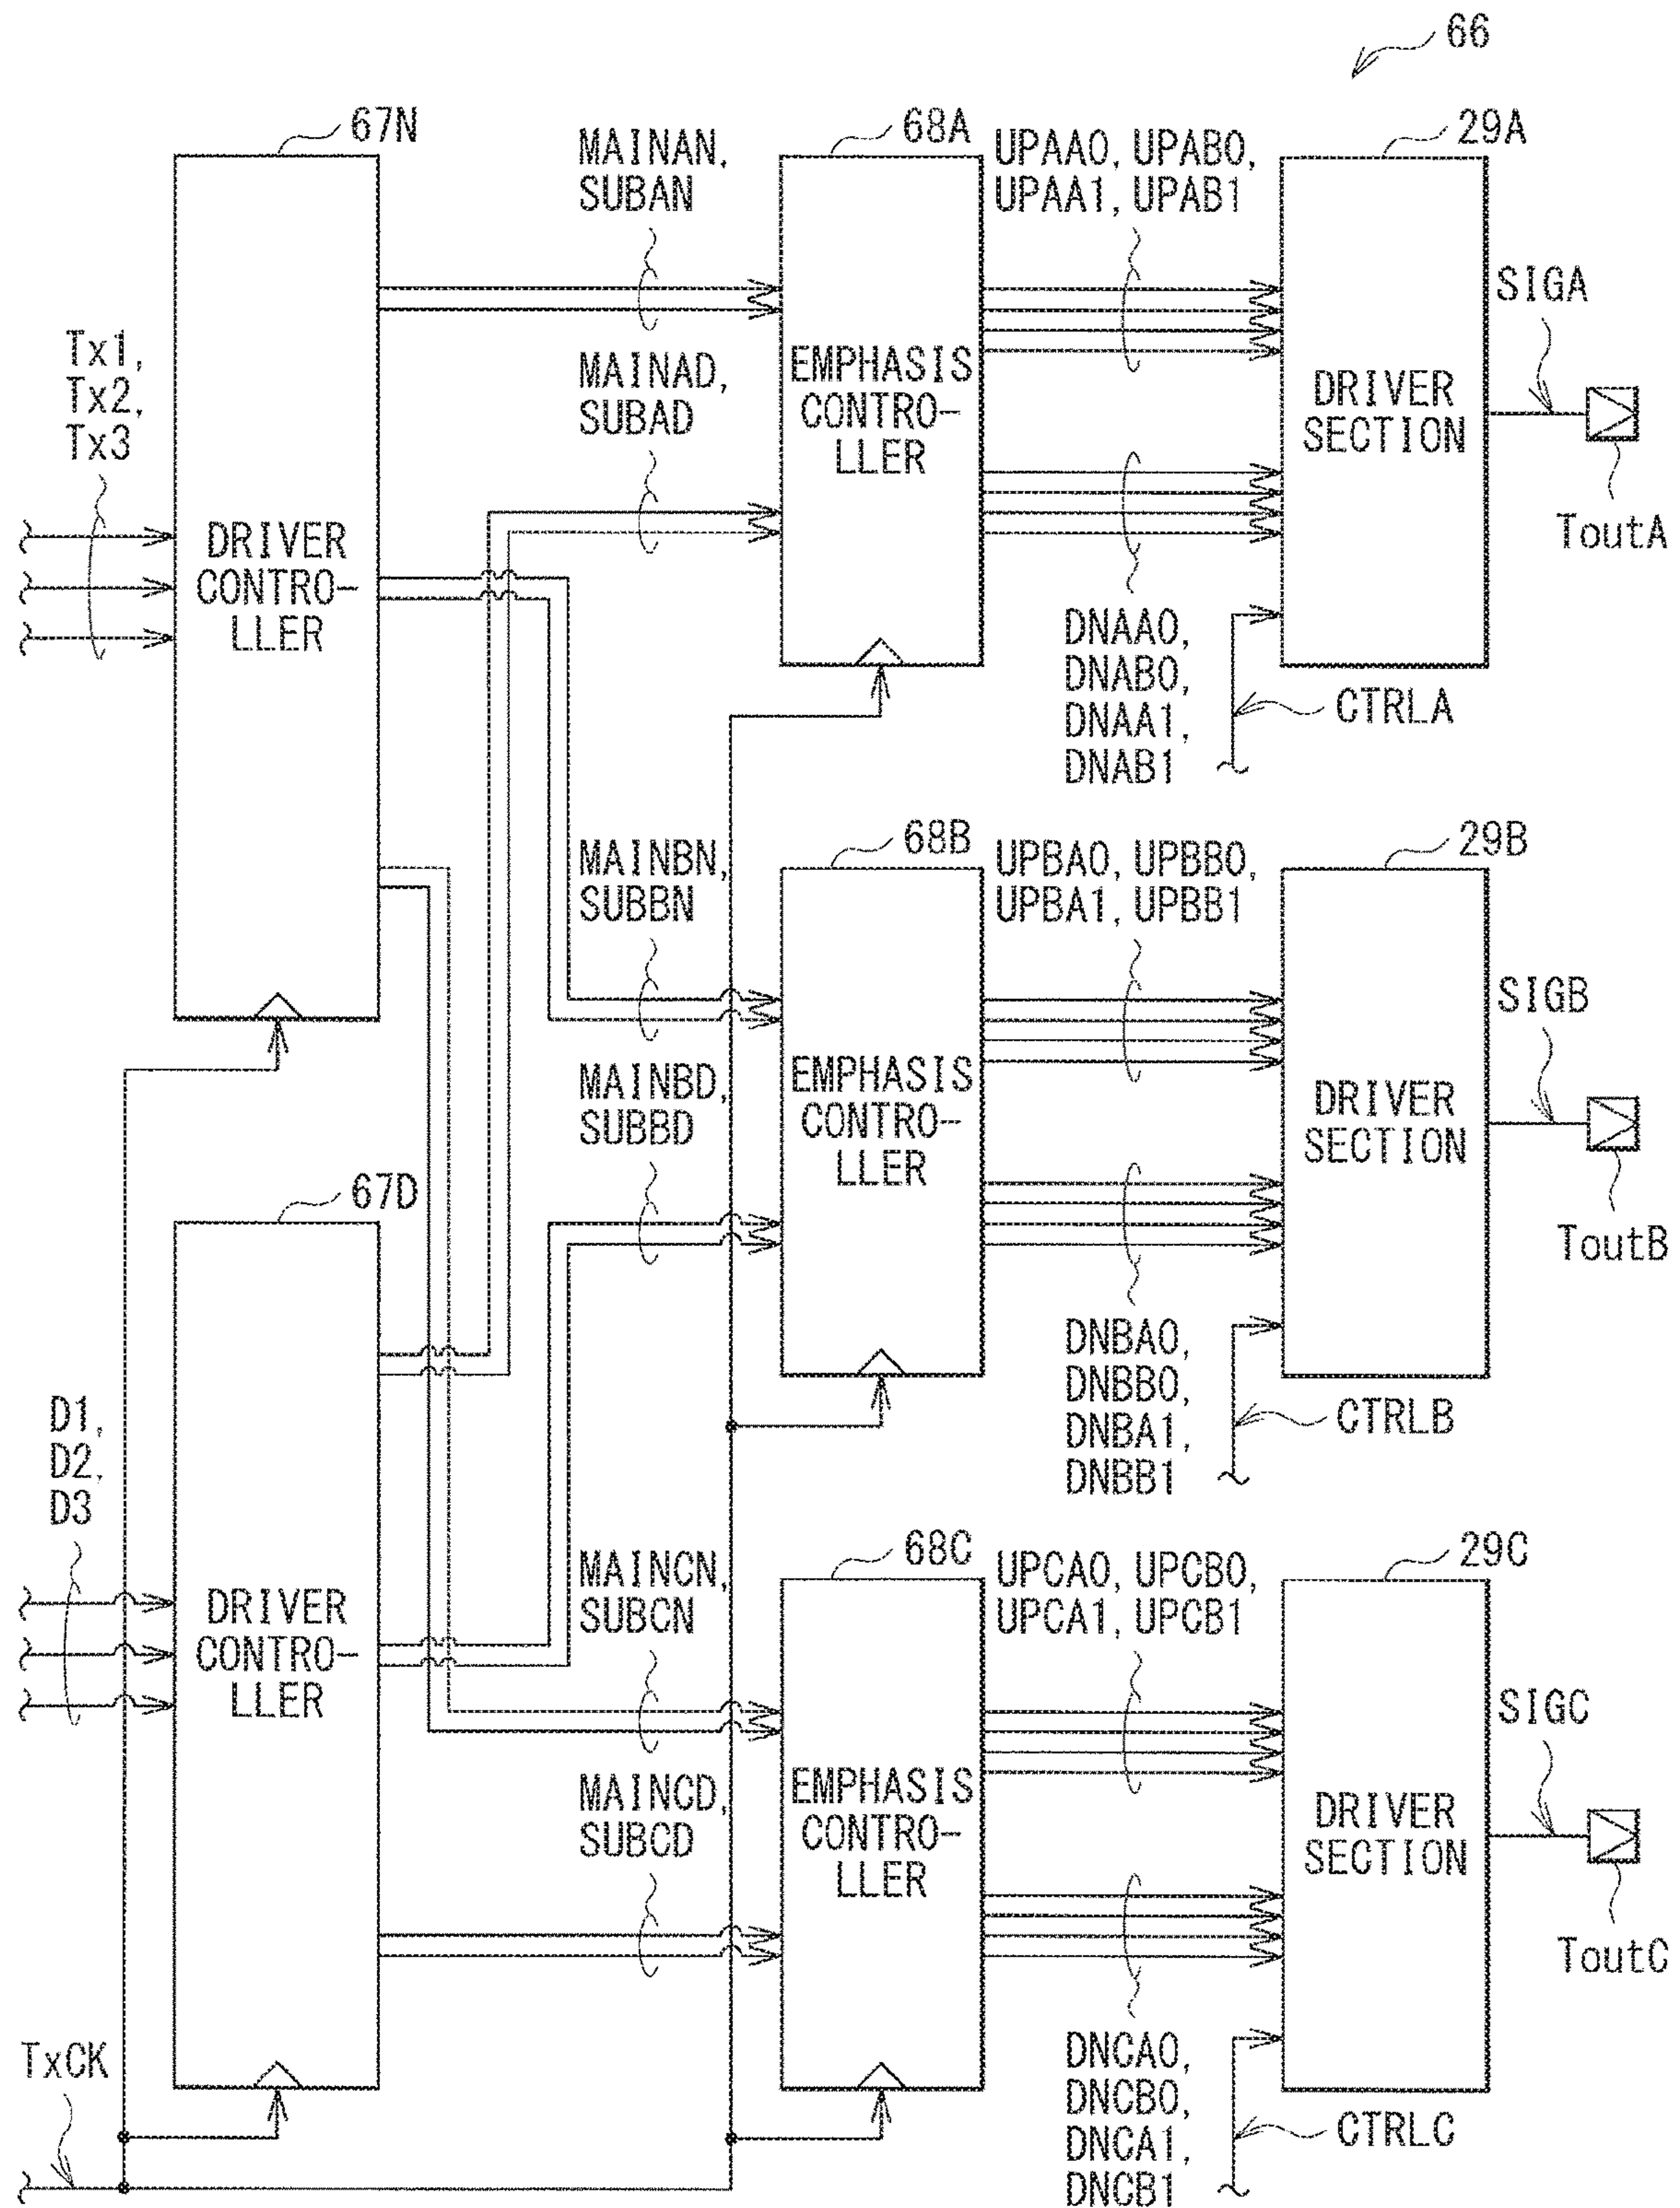 66
67N
MAINAN,
SUBAN
68A
UPAA0, UPAB0,
UPAA1, UPAB1
29A
Tx1,
Tx2,
Tx3
DRIVER
CONTRO-
LLER
MAINAD,
SUBAD
EMPHASIS
CONTRO-
LLER
DRIVER
SECTION
SIGA
ToutA
DNAA0,
DNAB0,
DNAA1,
DNAB1
CTRLA
MAINBN,
SUBBN
68B
UPBA0, UPBB0,
UPBA1, UPBB1
29B
MAINBD,
SUBBD
EMPHASIS
CONTRO-
LLER
DRIVER
SECTION
SIGB
ToutB
67D
DNBA0,
DNBB0,
DNBA1,
DNBB1
CTRLB
D1,
D2,
D3
DRIVER
CONTRO-
LLER
MAINCN,
SUBCN
68C
UPCA0, UPCB0,
UPCA1, UPCB1
29C
MAINCD,
SUBCD
EMPHASIS
CONTRO-
LLER
DRIVER
SECTION
SIGC
ToutC
TxCK
DNCA0,
DNCB0,
DNCA1,
DNCB1
CTRLC